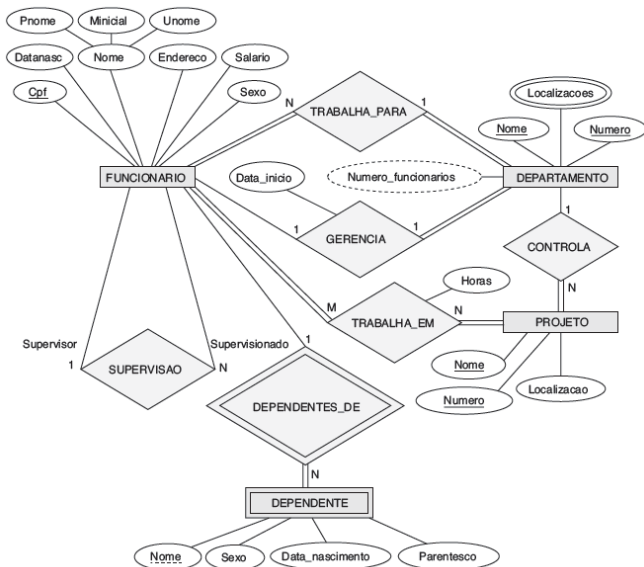 Pnome Minicial Unome
Datanasc Nome Endereco Salario
Cpf Sexo
N TRABALHA_PARA 1
Localizacoes
Nome Numero
FUNCIONARIO
Data_inicio
Numero_funcionarios
DEPARTAMENTO
1 GERENCIA 1
1
CONTROLA
N
Horas
M TRABALHA_EM N
PROJETO
Nome
Numero
Localizacao
Supervisor Supervisionado
1 SUPERVISAO N
1
DEPENDENTES_DE
N
DEPENDENTE
Nome Sexo Data_nascimento Parentesco